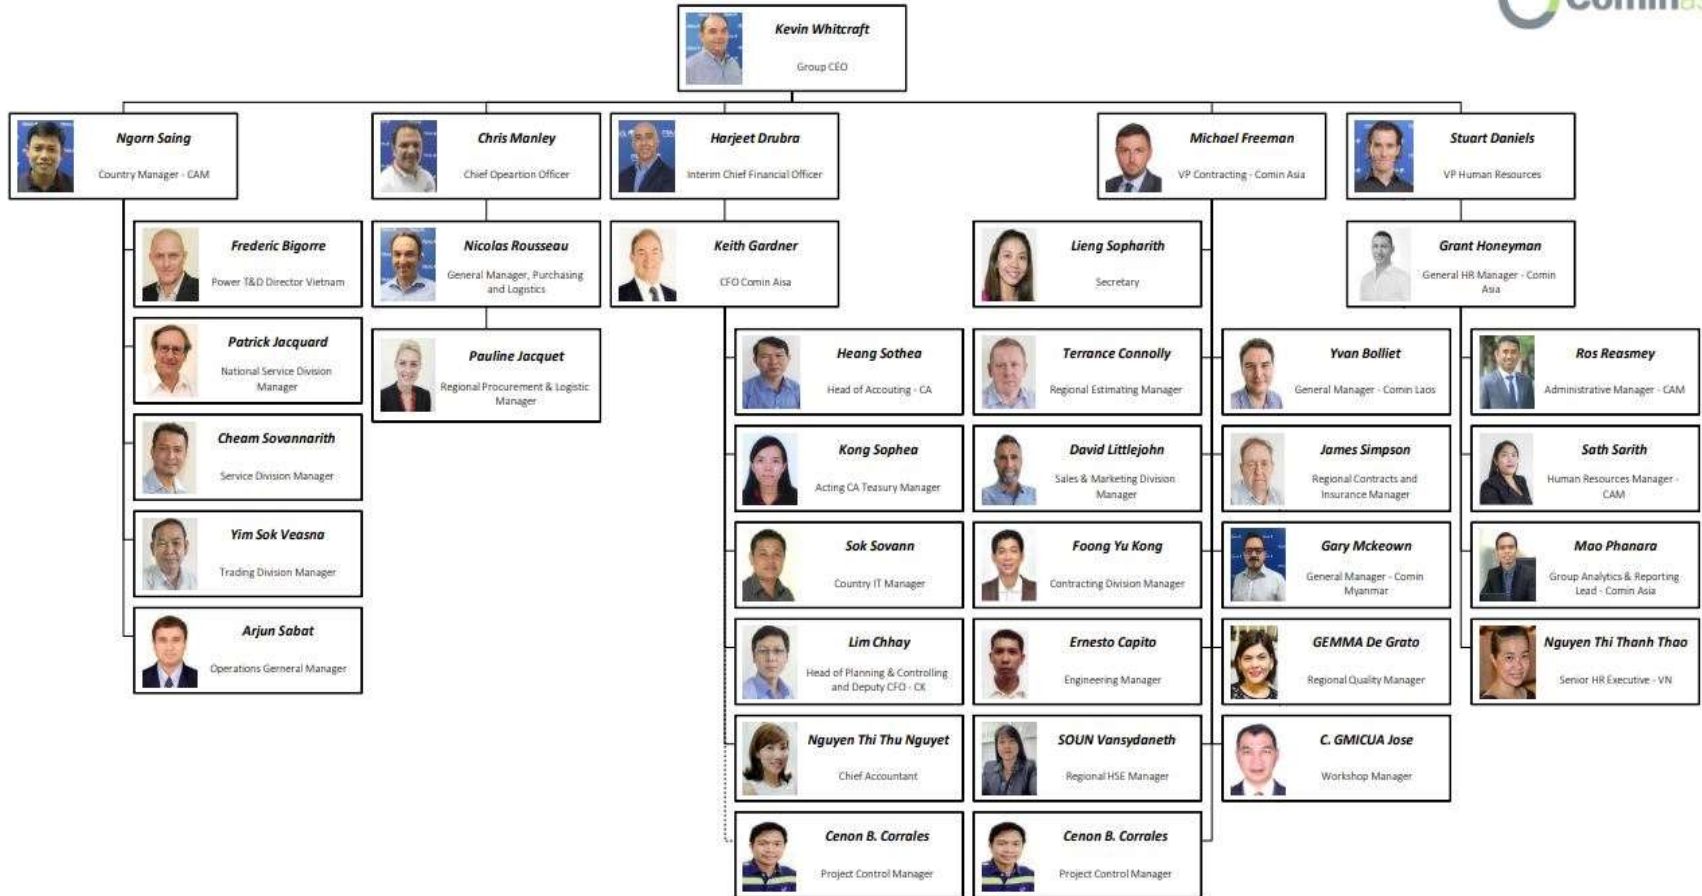 Comin
Kevin Whitcraft
Group CEO
Ngorn Saing
Country Manager - CAM
Chris Manley
Chief Opeartion Officer
Harjeet Drubra
Interim Chief Financial Officer
Michael Freeman
VP Contracting - Comin Asia
Stuart Daniels
VP Human Resources
Frederic Bigorre
Power T&D Director Vietnam
Nicolas Rousseau
General Manager, Purchasing
and Logistics
Keith Gardner
CFO Comin Aisa
Lieng Sopharith
Secretary
Grant Honeyman
General HR Manager - Comin
Asia
Patrick Jacquard
National Service Division
Manager
Pauline Jacquet
Regional Procurement & Logistic
Manager
Heang Sothea
Head of Accouting - CA
Terrance Connolly
Regional Estimating Manager
Yvan Bolliet
General Manager - Comin Laos
Ros Reasmey
Administrative Manager - CAM
Cheam Sovannarith
Service Division Manager
Kong Sophea
Acting CA Teasury Manager
David Littlejohn
Sales & Marketing Division
Manager
James Simpson
Regional Contracts and
Insurance Manager
Sath Sarith
Human Resources Manager -
CAM
Yim Sok Veasna
Trading Division Manager
Sok Sovann
Country IT Manager
Foong Yu Kong
Contracting Division Manager
Gary Mckeown
General Manager - Comin
Myanmar
Mao Phanara
Group Analytics & Reporting
Lead - Comin Asia
Arjun Sabat
Operations Gerneral Manager
Lim Chhay
Head of Planning & Controlling
and Deputy CFO - CK
Ernesto Capito
Engineering Manager
GEMMA De Grato
Regional Quality Manager
Nguyen Thi Thanh Thao
Senior HR Executive - VN
Nguyen Thi Thu Nguyet
Chief Accountant
SOUN Vansydaneth
Regional HSE Manager
C. GMICUA Jose
Workshop Manager
Cenon B. Corrales
Project Control Manager
Cenon B. Corrales
Project Control Manager